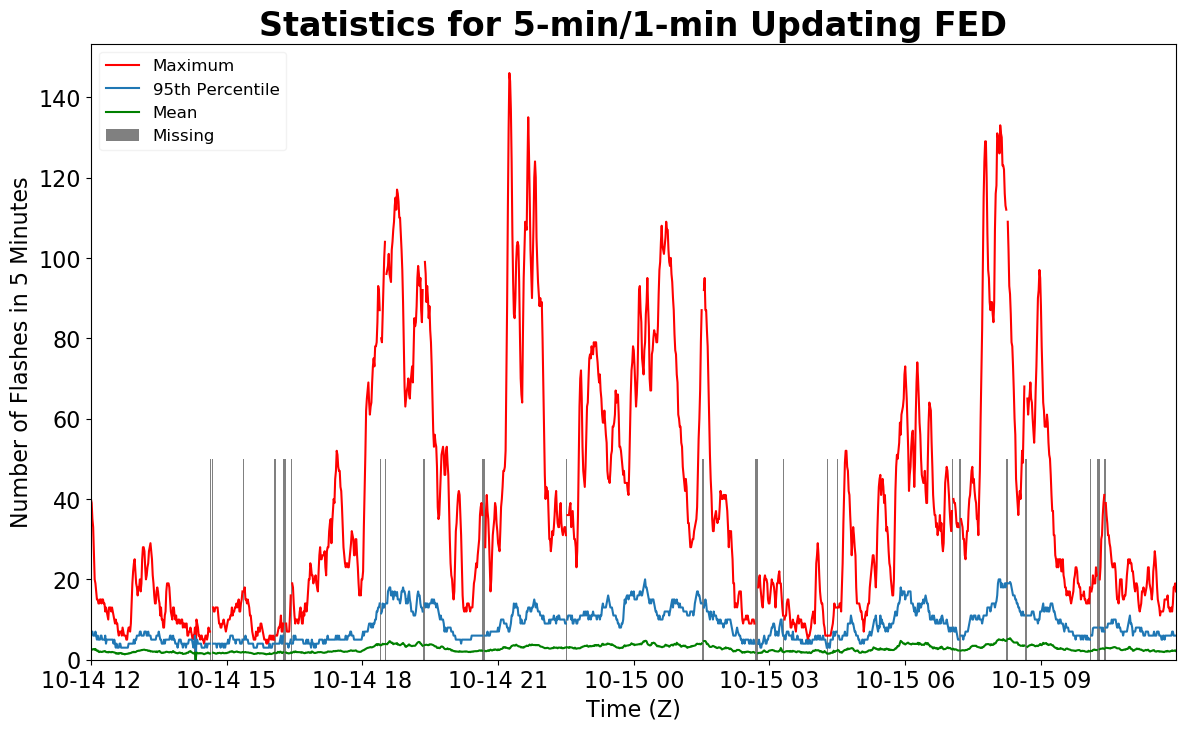 Statistics for 5-min/1-min Updating FED
Number of Flashes in 5 Minutes
140
120
100
80
60
40
20
0
Maximum
95th Percentile
Mean
Missing
10-14 12
10-14 15
10-14 18
10-14 21
10-15 00
10-15 03
10-15 06
10-15 09
Time (Z)